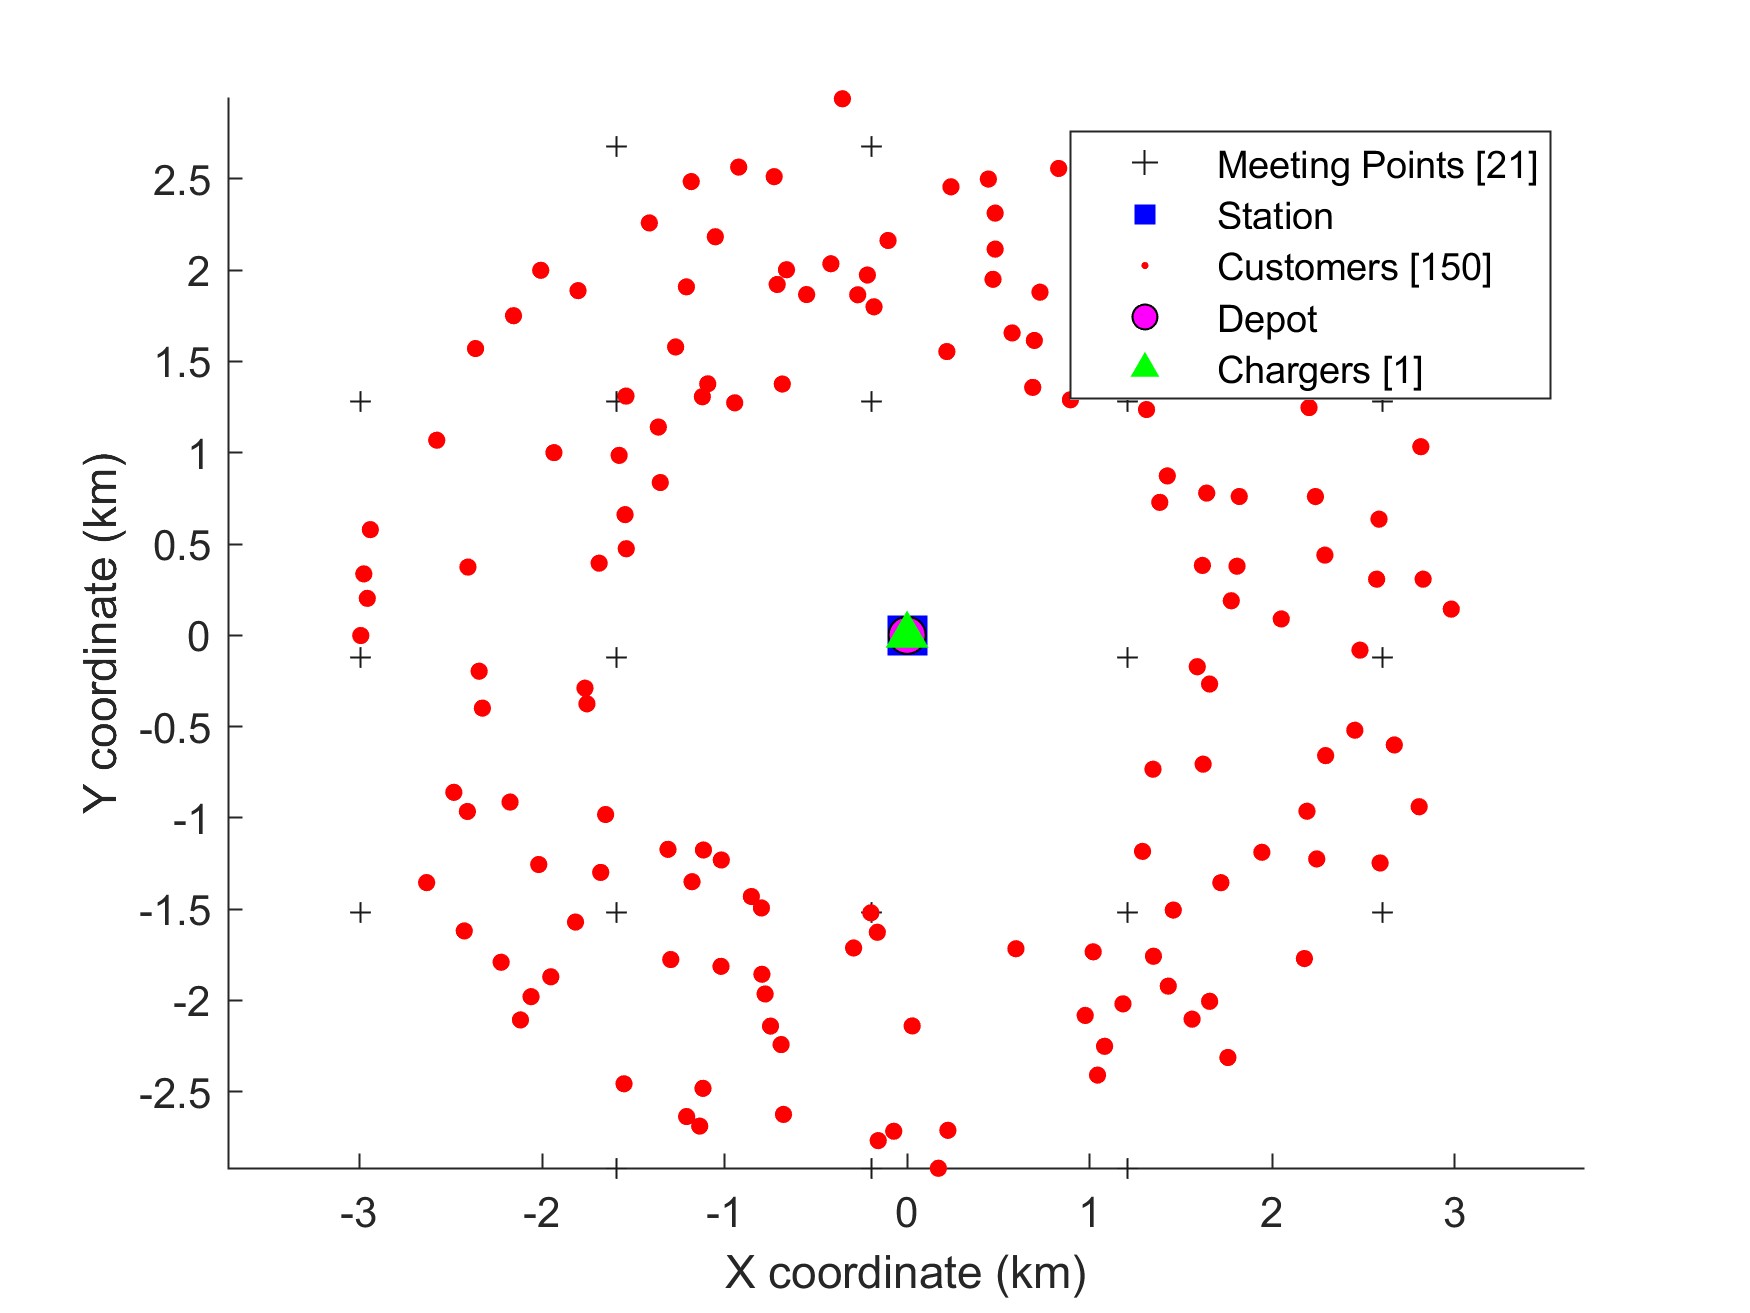 Meeting Points [21]
Station
Customers [150]
Depot
Chargers [1]
2.5
2
1.5
1
0.5
0
-0.5
-1
-1.5
-2
-2.5
Y coordinate (km)
-3 -2 -1 0 1 2 3
X coordinate (km)